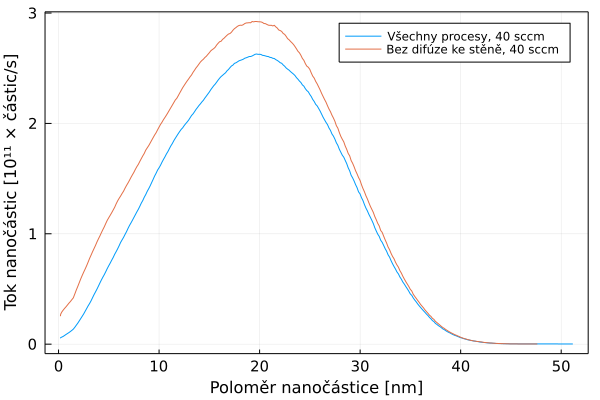 3
2
1
0
Tok nanočástic [10¹¹ × částic/s]
Všechny procesy, 40 sccm
Bez difúze ke stěně, 40 sccm
0 10 20 30 40 50
Poloměr nanočástice [nm]